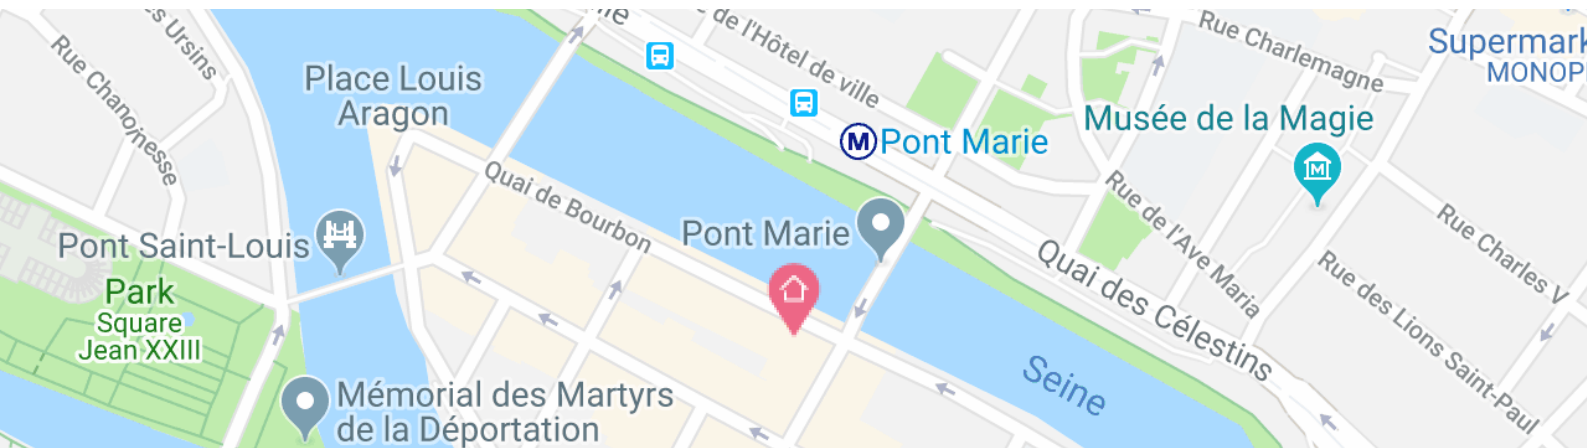 Rue Chanoinesse
Ursins
Place Louis
Aragon
de l'Hôtel de ville
Rue Charlemagne
Supermark
MONOP
Musée de la Magie
M
Pont Marie
M
Quai de Bourbon
Pont Marie
Pont Saint-Louis
Park
Square
Jean XXIII
Rue de l'Ave Maria
Quai des Célestins
Rue Charles V
Rue des Lions Saint-Paul
Seine
Mémorial des Martyrs
de la Déportation